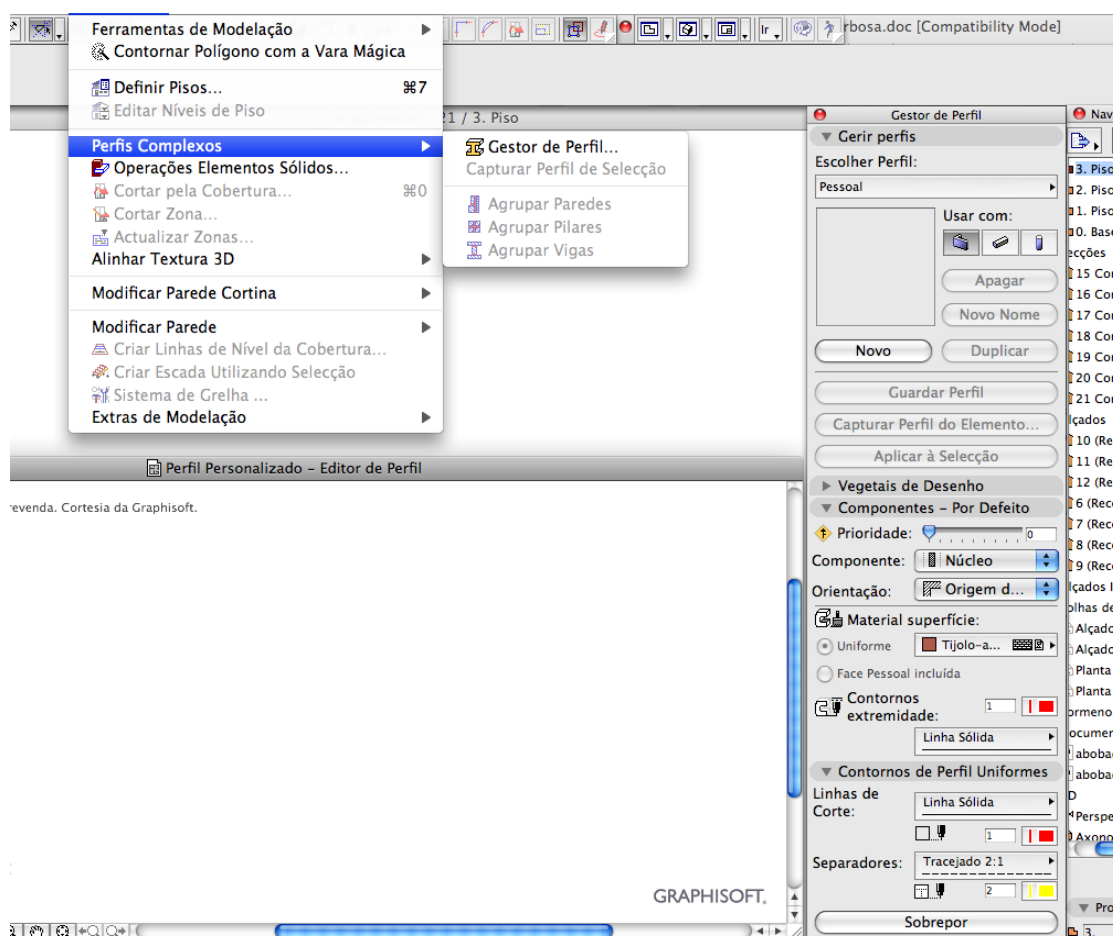 Ferramentas de Modelação
Contornar Polígono com a Vara Mágica
Definir Pisos... ⌘7
Editar Níveis de Piso
Perfis Complexos
Operações Elementos Sólidos...
Cortar pela Cobertura... ⌘0
Cortar Zona...
Actualizar Zonas...
Alinhar Textura 3D
Modificar Parede Cortina
Modificar Parede
Criar Linhas de Nível da Cobertura...
Criar Escada Utilizando Selecção
Sistema de Grelha ...
Extras de Modelação
Ir
rbosa.doc [Compatibility Mode]
21 / 3. Piso
Gestor de Perfil...
Capturar Perfil de Selecção
Agrupar Paredes
Agrupar Pilares
Agrupar Vigas
Perfil Personalizado – Editor de Perfil
revenda. Cortesia da Graphisoft.
GRAPHISOFT.
Gestor de Perfil
Gerir perfis
Escolher Perfil:
Pessoal
Usar com:
Apagar
Novo Nome
Novo
Duplicar
Guardar Perfil
Capturar Perfil do Elemento...
Aplicar à Selecção
Vegetais de Desenho
Componentes – Por Defeito
Prioridade: 0
Componente: Núcleo
Orientação: Origem d...
Material superfície:
Uniforme Tijolo-a...
Face Pessoal incluída
Contornos
extremidade: 1
Linha Sólida
Contornos de Perfil Uniformes
Linhas de
Corte: Linha Sólida
1
Separadores: Tracejado 2:1
2
Sobrepor
Nav
3. Piso
2. Piso
1. Piso
0. Base
ecções
15 Cor
16 Cor
17 Cor
18 Cor
19 Cor
20 Cor
21 Cor
lçados
10 (Re
11 (Re
12 (Re
6 (Rec
7 (Rec
8 (Rec
9 (Rec
lçados I
olhas de
Alçado
Alçado
Planta
Planta
ormeno
ocumen
aboba
aboba
D
Perspe
Axono
Pro
3.